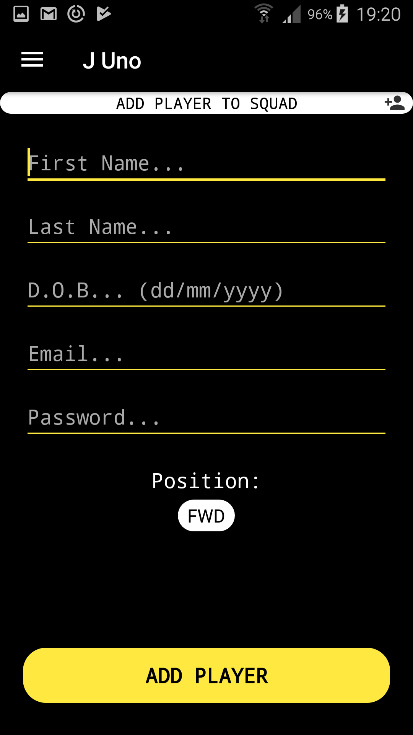 96% 19:20
J Uno
ADD PLAYER TO SQUAD
First Name...
Last Name...
D.O.B... (dd/mm/yyyy)
Email...
Password...
Position:
FWD
ADD PLAYER